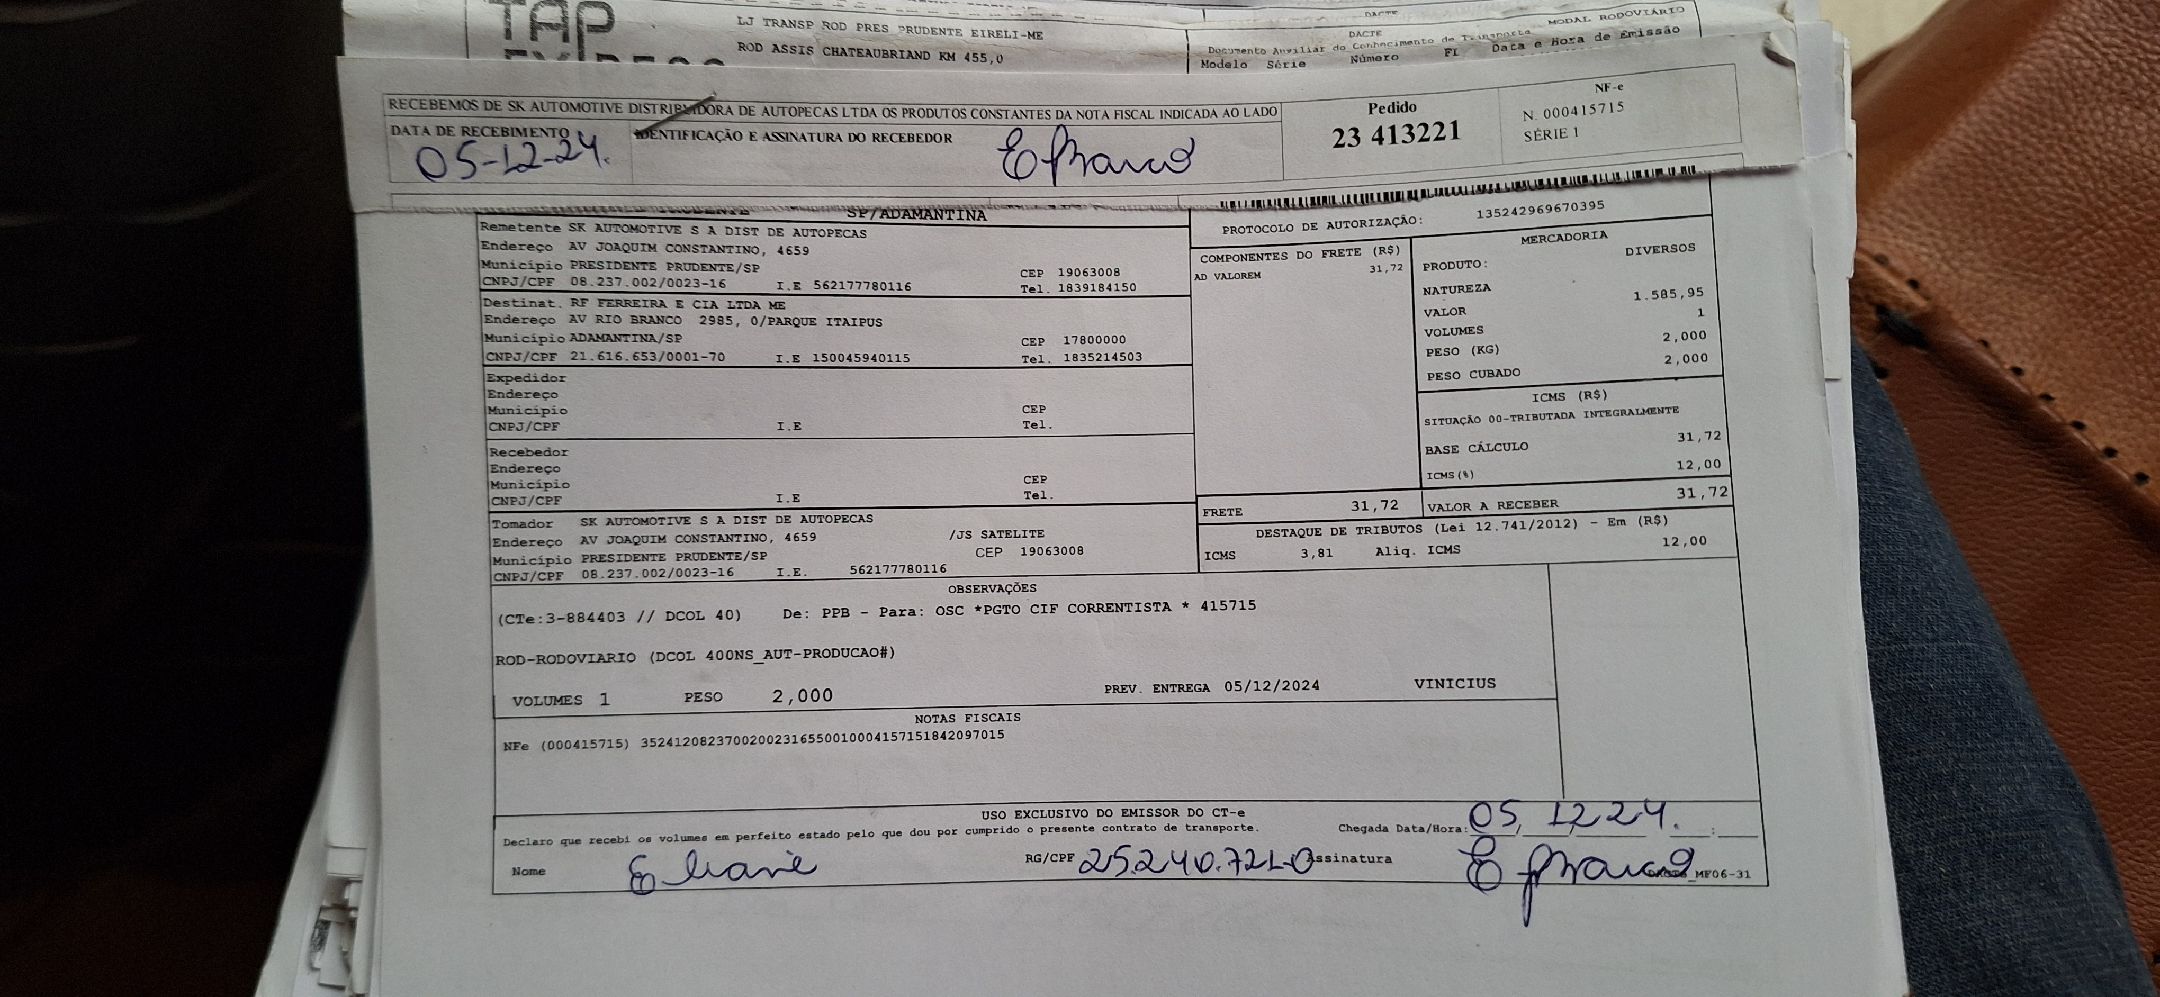 TAP
LJ TRANSP ROD PRES PRUDENTE EIRELI-ME
ROD ASSIS CHATEAUBRIAND KM 455,0
DACTE
DACTE
MODAL RODOVIÁRIO
Documento Auxiliar do Conhecimento de Transporte
Modelo Série Número Fl Data e Hora de Emissão
RECEBEMOS DE SK AUTOMOTIVE DISTRIBUIDORA DE AUTOPECAS LTDA OS PRODUTOS CONSTANTES DA NOTA FISCAL INDICADA AO LADO
DATA DE RECEBIMENTO
05-12-24.
IDENTIFICAÇÃO E ASSINATURA DO RECEBEDOR
Pedido
23 413221
NF-e
N. 000415715
SÉRIE 1
SP/ADAMANTINA
Remetente SK AUTOMOTIVE S A DIST DE AUTOPECAS
Endereço AV JOAQUIM CONSTANTINO, 4659
Município PRESIDENTE PRUDENTE/SP CEP 19063008
CNPJ/CPF 08.237.002/0023-16 I.E 562177780116 Tel. 1839184150
Destinat. RF FERREIRA E CIA LTDA ME
Endereço AV RIO BRANCO 2985, 0/PARQUE ITAIPUS
Município ADAMANTINA/SP CEP 17800000
CNPJ/CPF 21.616.653/0001-70 I.E 150045940115 Tel. 1835214503
Expedidor
Endereço
Município CEP
CNPJ/CPF I.E Tel.
Recebedor
Endereço
Município CEP
CNPJ/CPF I.E Tel.
Tomador SK AUTOMOTIVE S A DIST DE AUTOPECAS
Endereço AV JOAQUIM CONSTANTINO, 4659 /JS SATELITE
Município PRESIDENTE PRUDENTE/SP CEP 19063008
CNPJ/CPF 08.237.002/0023-16 I.E. 562177780116
PROTOCOLO DE AUTORIZAÇÃO: 135242969670395
COMPONENTES DO FRETE (R$)
AD VALOREM 31,72
MERCADORIA
PRODUTO: DIVERSOS
NATUREZA
VALOR 1.585,95
VOLUMES 1
PESO (KG) 2,000
PESO CUBADO 2,000
ICMS (R$)
SITUAÇÃO 00-TRIBUTADA INTEGRALMENTE
BASE CÁLCULO 31,72
ICMS(%) 12,00
FRETE 31,72 VALOR A RECEBER 31,72
DESTAQUE DE TRIBUTOS (Lei 12.741/2012) - Em (R$)
ICMS 3,81 Aliq. ICMS 12,00
OBSERVAÇÕES
(CTe:3-884403 // DCOL 40) De: PPB - Para: OSC *PGTO CIF CORRENTISTA * 415715
ROD-RODOVIARIO (DCOL 400NS_AUT-PRODUCAO#)
VOLUMES 1 PESO 2,000 PREV. ENTREGA 05/12/2024 VINICIUS
NOTAS FISCAIS
NFe (000415715) 35241208237002002316550010004157151842097015
USO EXCLUSIVO DO EMISSOR DO CT-e
Declaro que recebi os volumes em perfeito estado pelo que dou por cumprido o presente contrato de transporte.
Chegada Data/Hora: 05, 12 24. :
Nome Eliane RG/CPF 25.240.721-0 Assinatura
_MF06-31